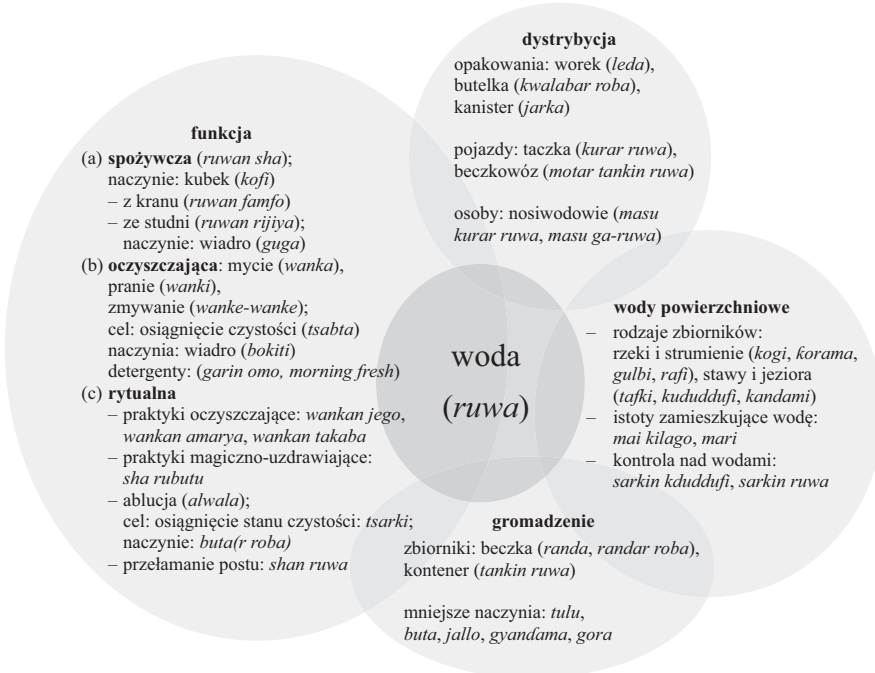 dystrybycja
opakowania: worek (leda),
butelka (kwalabar roba),
kanister (jarka)
pojazdy: taczka (kurar ruwa),
beczkowóz (motar tankin ruwa)
osoby: nosiwodowie (masu
kurar ruwa, masu ga-ruwa)
funkcja
(a) spożywcza (ruwan sha);
naczynie: kubek (kofi)
– z kranu (ruwan famfo)
– ze studni (ruwan rijiya);
naczynie: wiadro (guga)
(b) oczyszczająca: mycie (wanka),
pranie (wanki),
zmywanie (wanke-wanke);
cel: osiągnięcie czystości (tsabta)
naczynia: wiadro (bokiti)
detergenty: (garin omo, morning fresh)
(c) rytualna
– praktyki oczyszczające: wankan jego,
wankan amarya, wankan takaba
– praktyki magiczno-uzdrawiające:
sha rubutu
– ablucja (alwala);
cel: osiągnięcie stanu czystości: tsarki;
naczynie: buta(r roba)
– przełamanie postu: shan ruwa
woda
(ruwa)
wody powierzchniowe
– rodzaje zbiorników:
rzeki i strumienie (kogi, ƙorama,
gulbi, rafi), stawy i jeziora
(tafki, kududdufi, kandami)
– istoty zamieszkujące wodę:
mai kilago, mari
– kontrola nad wodami:
sarkin kduddufi, sarkin ruwa
gromadzenie
zbiorniki: beczka (randa, randar roba),
kontener (tankin ruwa)
mniejsze naczynia: tulu,
buta, jallo, gyanɗama, gora